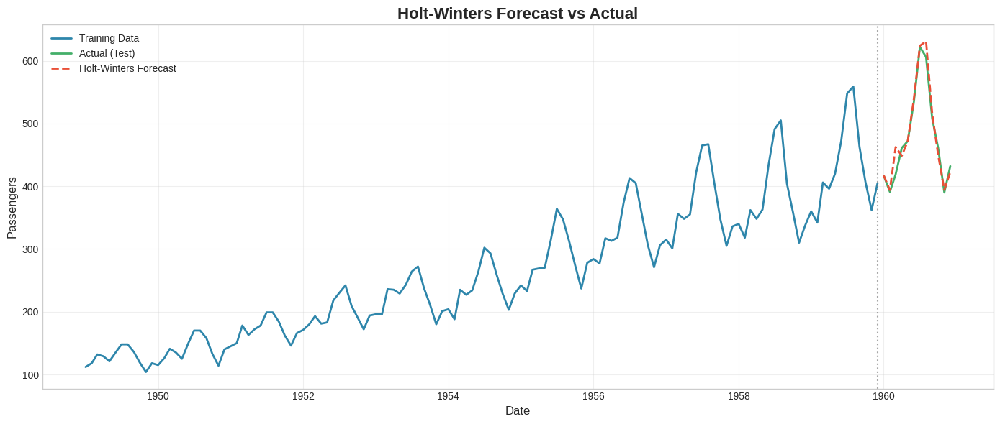 Holt-Winters Forecast vs Actual
Training Data
Actual (Test)
Holt-Winters Forecast
600
500
400
300
200
100
Passengers
1950 1952 1954 1956 1958 1960
Date